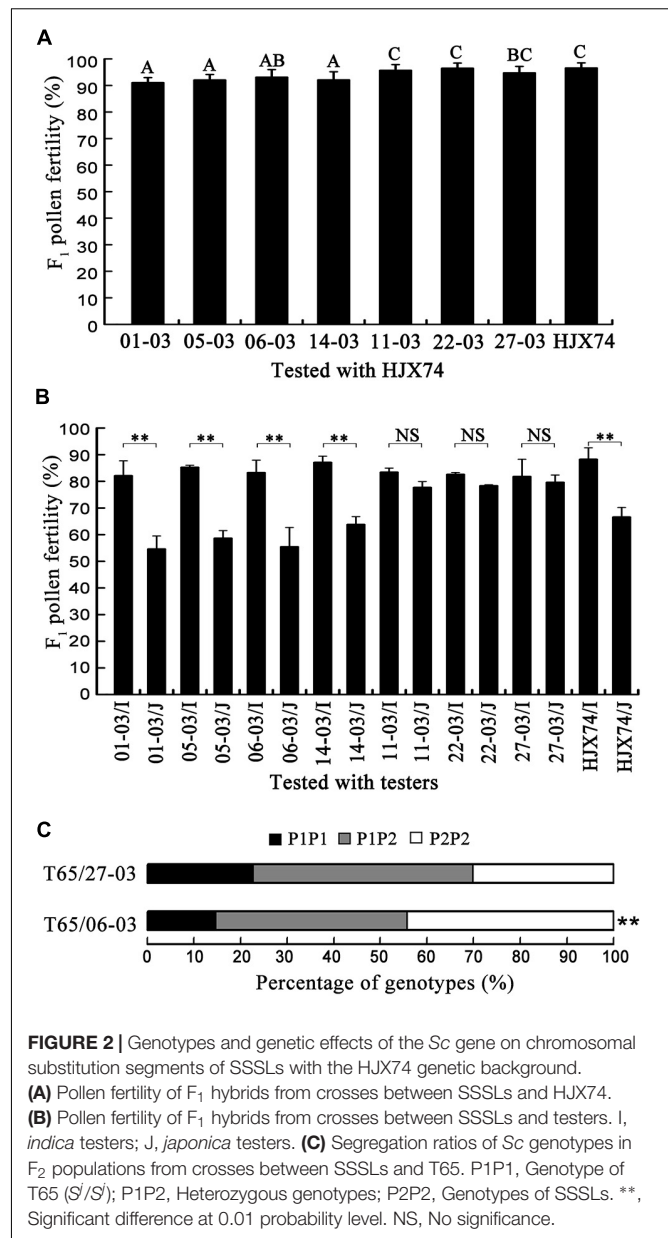 A
F1 pollen fertility (%)
100
90
80
70
60
50
40
30
20
10
0
A A AB A C C BC C
01-03 05-03 06-03 14-03 11-03 22-03 27-03 HJX74
Tested with HJX74
B
F1 pollen fertility (%)
100
90
80
70
60
50
40
30
20
10
0
** ** ** ** NS NS NS **
01-03/I 01-03/J 05-03/I 05-03/J 06-03/I 06-03/J 14-03/I 14-03/J 11-03/I 11-03/J 22-03/I 22-03/J 27-03/I 27-03/J HJX74/I HJX74/J
Tested with testers
C
P1P1 P1P2 P2P2
T65/27-03
T65/06-03 **
0 10 20 30 40 50 60 70 80 90 100
Percentage of genotypes (%)
FIGURE 2 | Genotypes and genetic effects of the Sc gene on chromosomal
substitution segments of SSSLs with the HJX74 genetic background.
(A) Pollen fertility of F1 hybrids from crosses between SSSLs and HJX74.
(B) Pollen fertility of F1 hybrids from crosses between SSSLs and testers. I,
indica testers; J, japonica testers. (C) Segregation ratios of Sc genotypes in
F2 populations from crosses between SSSLs and T65. P1P1, Genotype of
T65 (Sj/Sj); P1P2, Heterozygous genotypes; P2P2, Genotypes of SSSLs. **,
Significant difference at 0.01 probability level. NS, No significance.